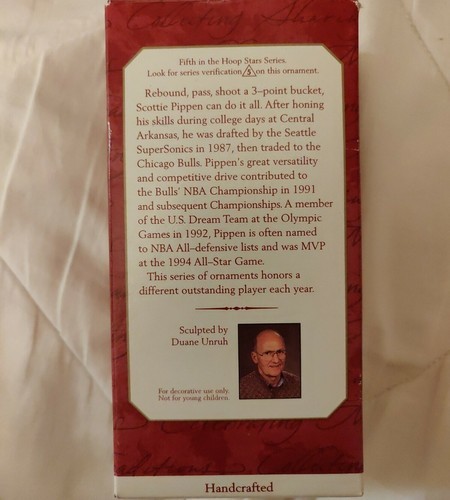 Fifth in the Hoop Stars Series.
Look for series verification 5 on this ornament.
Rebound, pass, shoot a 3–point bucket,
Scottie Pippen can do it all. After honing
his skills during college days at Central
Arkansas, he was drafted by the Seattle
SuperSonics in 1987, then traded to the
Chicago Bulls. Pippen's great versatility
and competitive drive contributed to
the Bulls' NBA Championship in 1991
and subsequent Championships. A member
of the U.S. Dream Team at the Olympic
Games in 1992, Pippen is often named
to NBA All–defensive lists and was MVP
at the 1994 All–Star Game.
This series of ornaments honors a
different outstanding player each year.
Sculpted by
Duane Unruh
For decorative use only.
Not for young children.
Handcrafted